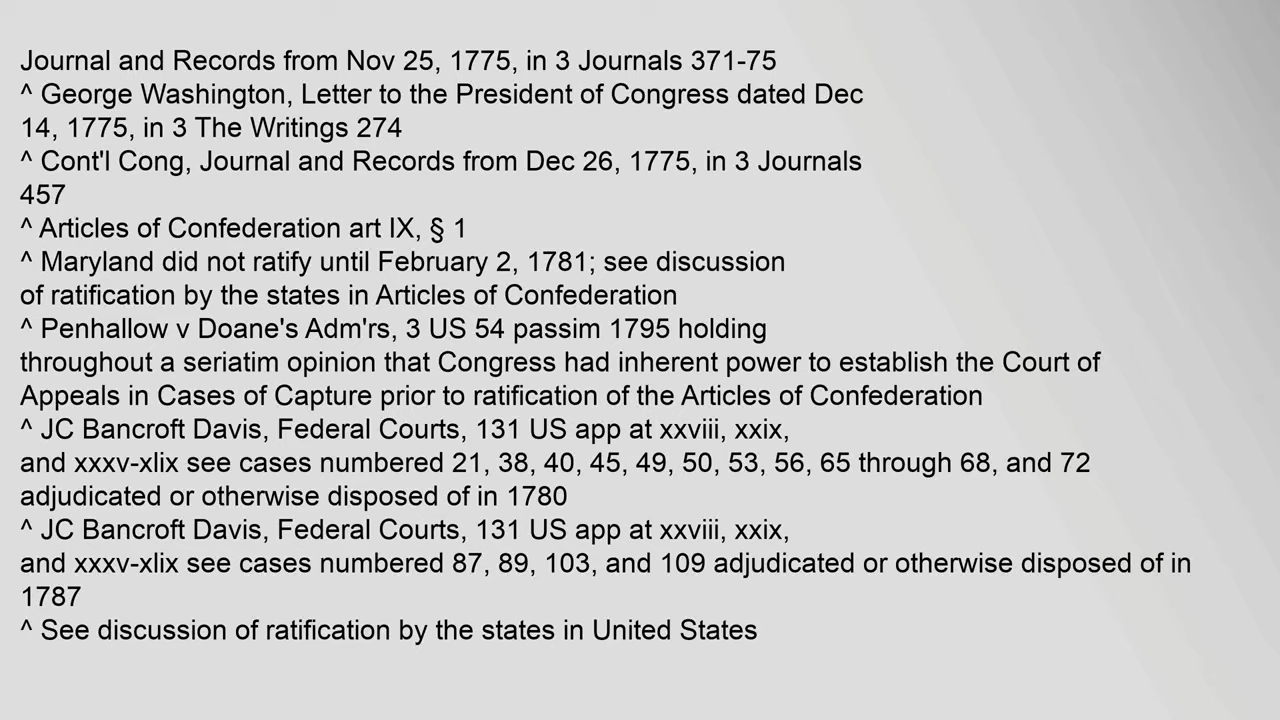 Journal and Records from Nov 25, 1775, in 3 Journals 371-75
^ George Washington, Letter to the President of Congress dated Dec
14, 1775, in 3 The Writings 274
^ Cont'l Cong, Journal and Records from Dec 26, 1775, in 3 Journals
457
^ Articles of Confederation art IX, § 1
^ Maryland did not ratify until February 2, 1781; see discussion
of ratification by the states in Articles of Confederation
^ Penhallow v Doane's Adm'rs, 3 US 54 passim 1795 holding
throughout a seriatim opinion that Congress had inherent power to establish the Court of
Appeals in Cases of Capture prior to ratification of the Articles of Confederation
^ JC Bancroft Davis, Federal Courts, 131 US app at xxviii, xxix,
and xxxv-xlix see cases numbered 21, 38, 40, 45, 49, 50, 53, 56, 65 through 68, and 72
adjudicated or otherwise disposed of in 1780
^ JC Bancroft Davis, Federal Courts, 131 US app at xxviii, xxix,
and xxxv-xlix see cases numbered 87, 89, 103, and 109 adjudicated or otherwise disposed of in
1787
^ See discussion of ratification by the states in United States